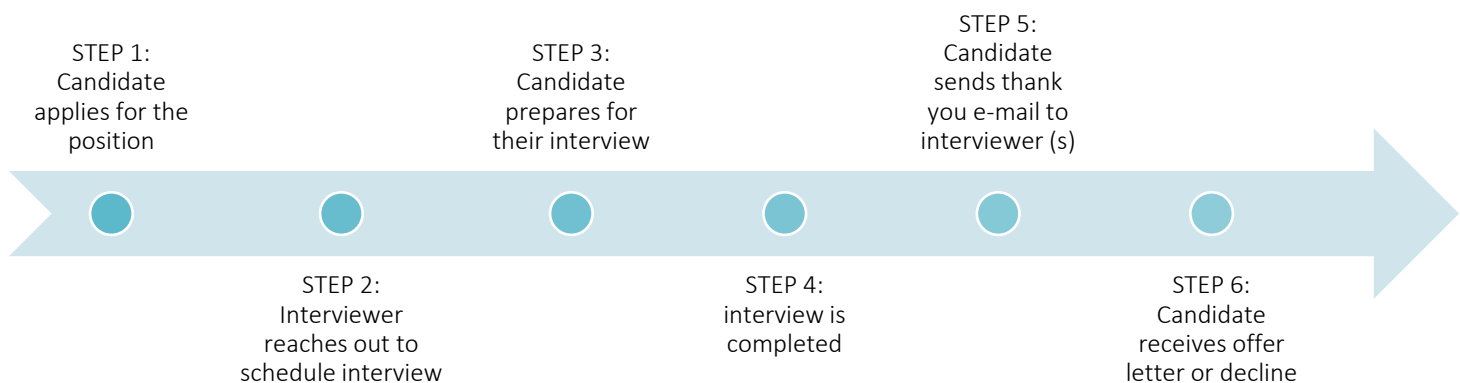 STEP 1:
Candidate
applies for the
position
STEP 2:
Interviewer
reaches out to
schedule interview
STEP 3:
Candidate
prepares for
their interview
STEP 4:
interview is
completed
STEP 5:
Candidate
sends thank
you e-mail to
interviewer (s)
STEP 6:
Candidate
receives offer
letter or decline